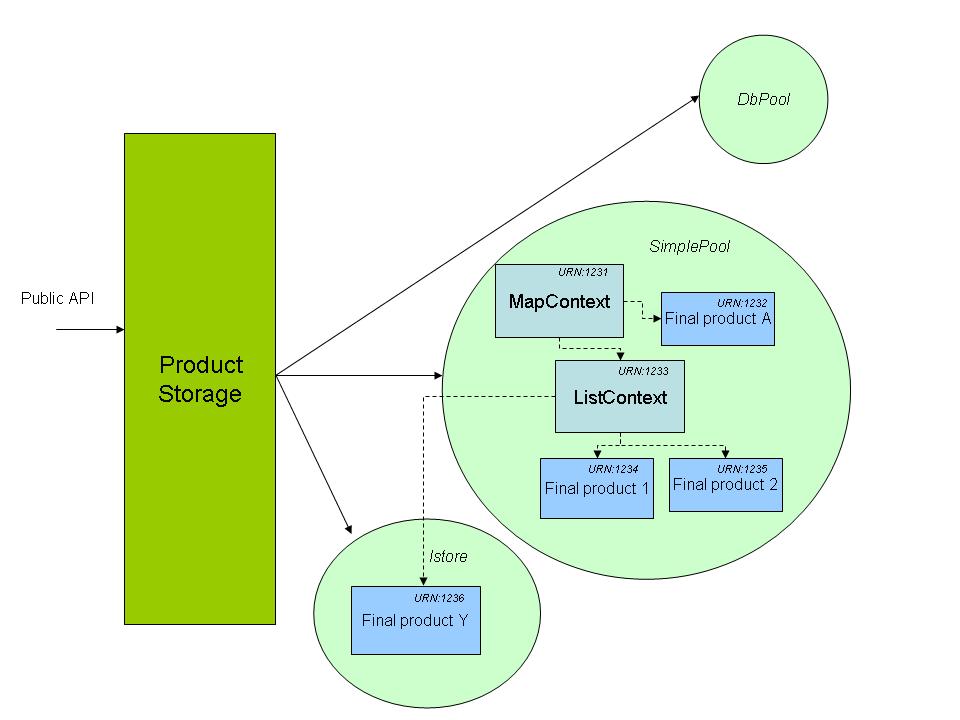 DbPool
SimplePool
URN:1231
MapContext
URN:1232
Final product A
Public API
Product
Storage
URN:1233
ListContext
URN:1234
Final product 1
URN:1235
Final product 2
Istore
URN:1236
Final product Y